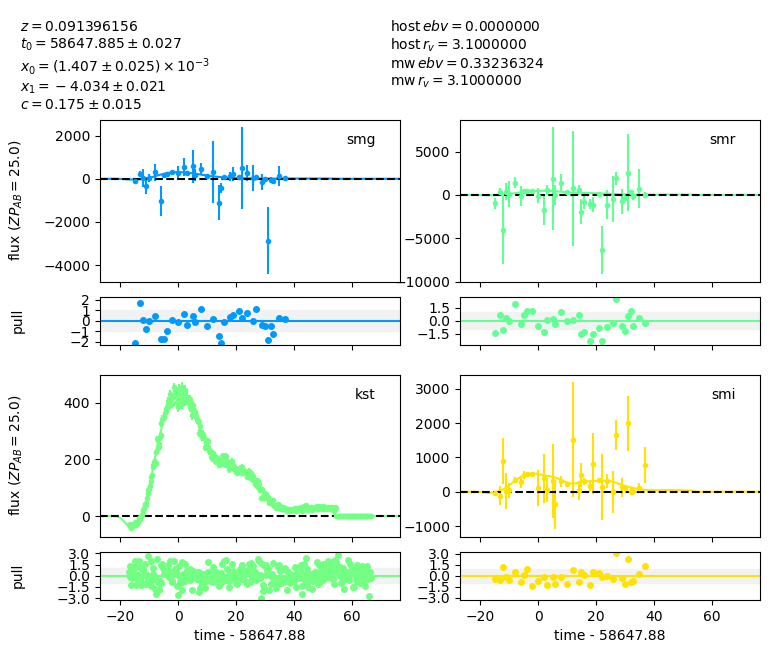 z = 0.091396156
t₀ = 58647.885 ± 0.027
x₀ = (1.407 ± 0.025) × 10⁻³
x₁ = −4.034 ± 0.021
c = 0.175 ± 0.015
host ebv = 0.0000000
host r_v = 3.1000000
mw ebv = 0.33236324
mw r_v = 3.1000000
smg
2000
0
−2000
−4000
flux (ZP_AB = 25.0)
smr
5000
0
−5000
−10000
2
1
0
−1
−2
pull
1.5
0.0
−1.5
kst
400
200
0
flux (ZP_AB = 25.0)
smi
3000
2000
1000
0
−1000
3.0
1.5
0.0
−1.5
−3.0
pull
−20
0
20
40
60
time - 58647.88
3.0
1.5
0.0
−1.5
−3.0
−20
0
20
40
60
time - 58647.88